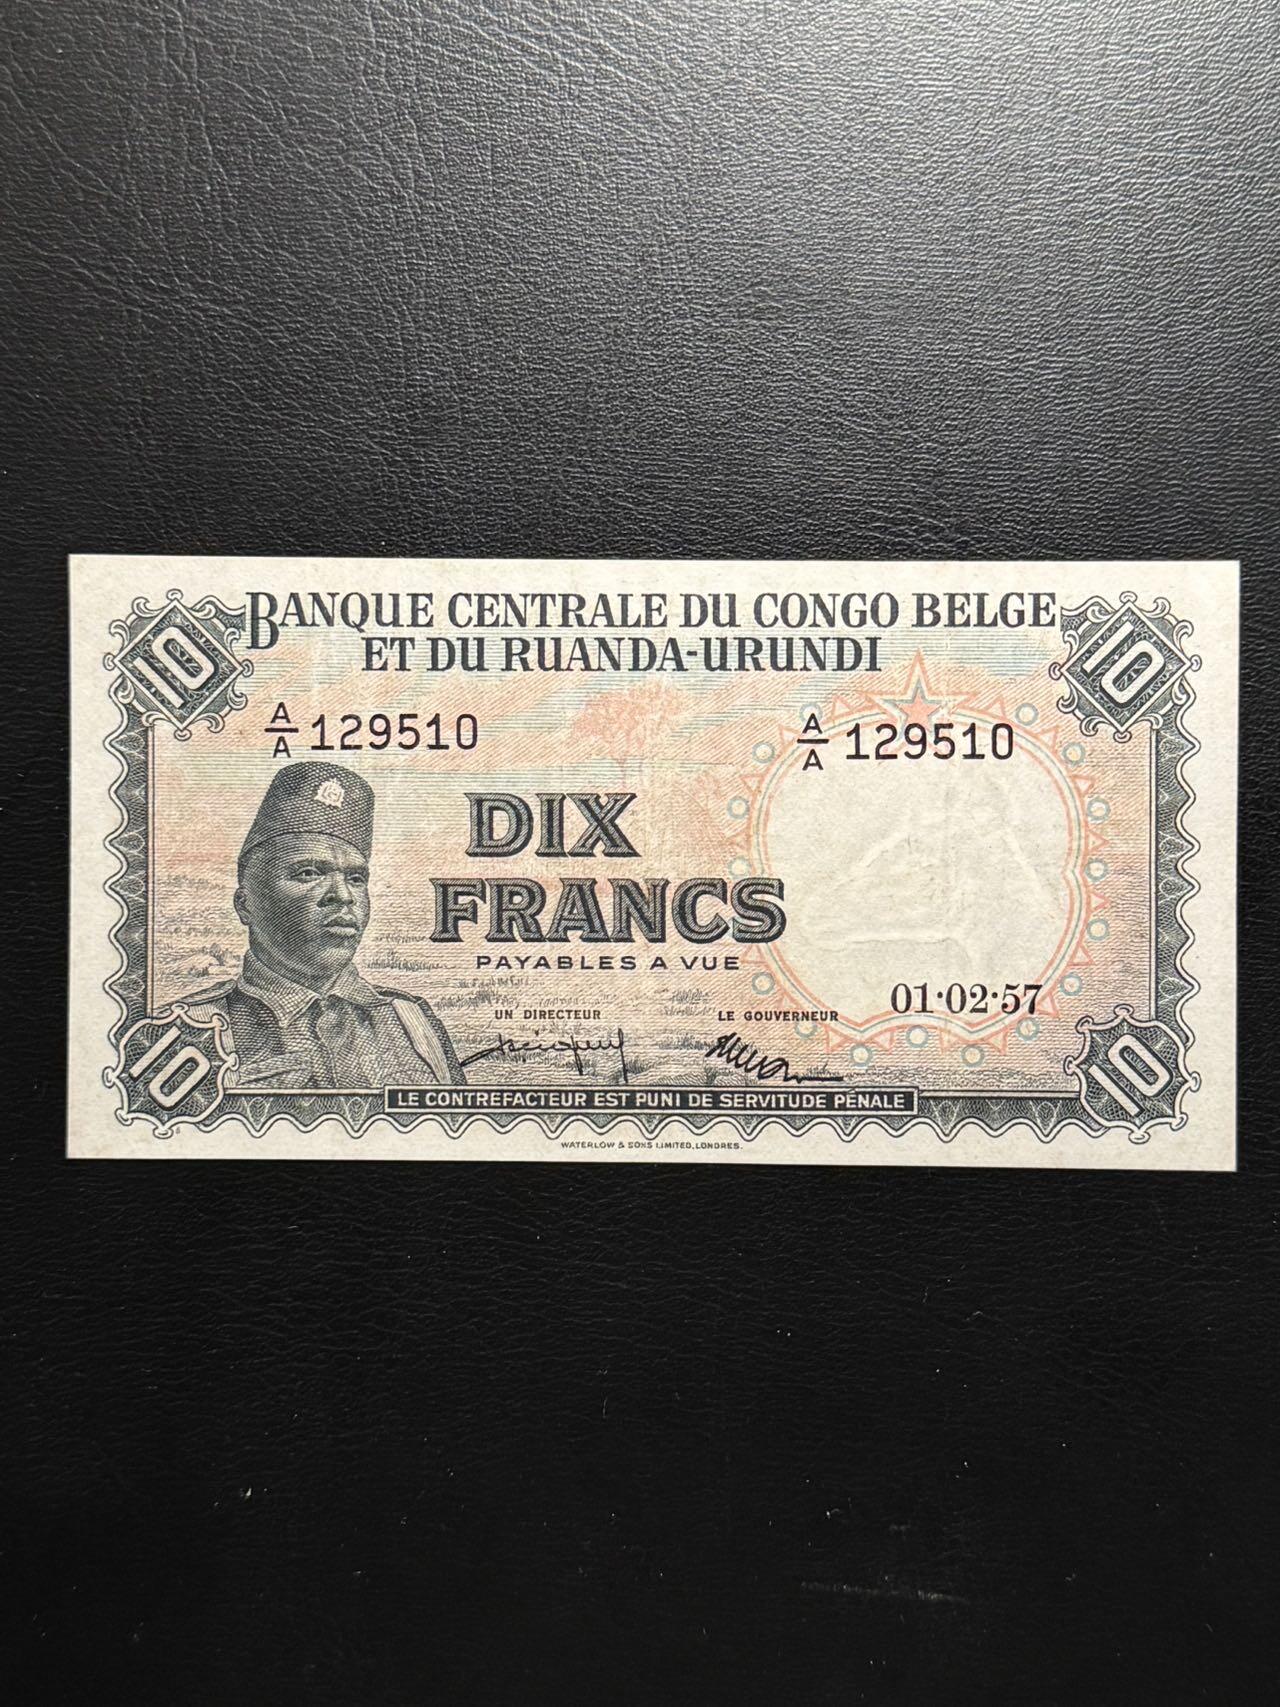 10 BANQUE CENTRALE DU CONGO BELGE 10
ET DU RUANDA-URUNDI
A/A 129510 A/A 129510
DIX
FRANCS
PAYABLES A VUE
01·02·57
UN DIRECTEUR LE GOUVERNEUR
10 10
LE CONTREFACTEUR EST PUNI DE SERVITUDE PÉNALE
WATERLOW & SONS LIMITED, LONDRES.